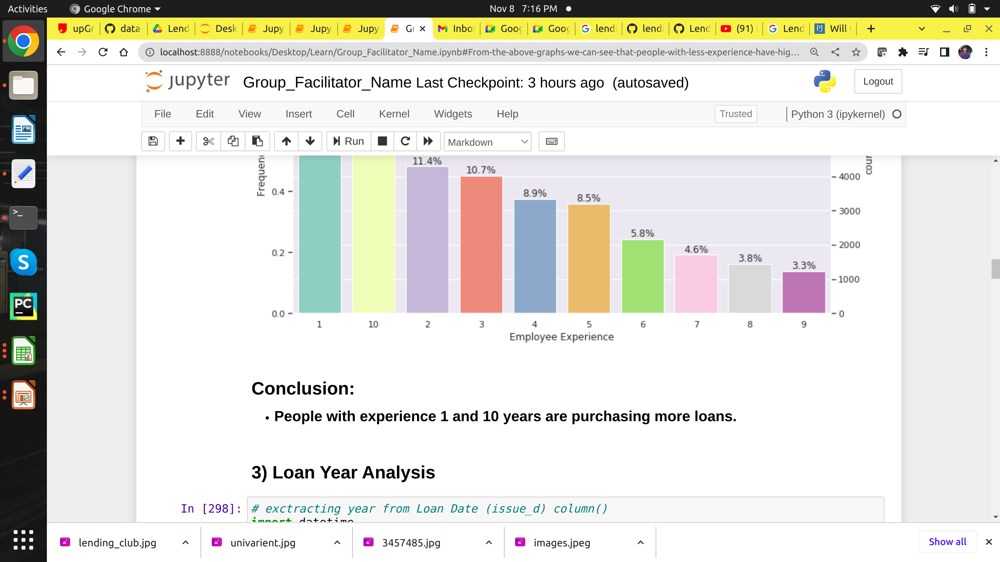 Activities Google Chrome Nov 8 7:16 PM
upGr data- Lend Desk Jupy Jupy Jupy Gr Inbo Goog Goog lendi lendi Lend (91) Lend Will
localhost:8888/notebooks/Desktop/Learn/Group_Facilitator_Name.ipynb#From-the-above-graphs-we-can-see-that-people-with-less-experience-have-hig...
jupyter Group_Facilitator_Name Last Checkpoint: 3 hours ago (autosaved) Logout
File Edit View Insert Cell Kernel Widgets Help Trusted Python 3 (ipykernel)
Run Markdown
Frequenc
coun
11.4%
10.7%
8.9%
8.5%
5.8%
4.6%
3.8%
3.3%
0.4
0.2
0.0
4000
3000
2000
1000
0
1 10 2 3 4 5 6 7 8 9
Employee Experience
Conclusion:
• People with experience 1 and 10 years are purchasing more loans.
3) Loan Year Analysis
In [298]: # exctracting year from Loan Date (issue_d) column()
import datetime
lending_club.jpg univarient.jpg 3457485.jpg images.jpeg Show all
S
PC
PJ
>_